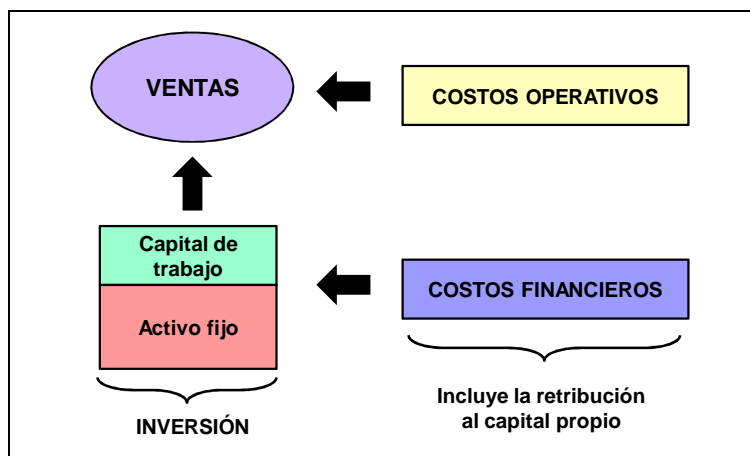 VENTAS
COSTOS OPERATIVOS
Capital de
trabajo
Activo fijo
COSTOS FINANCIEROS
INVERSIÓN
Incluye la retribución
al capital propio